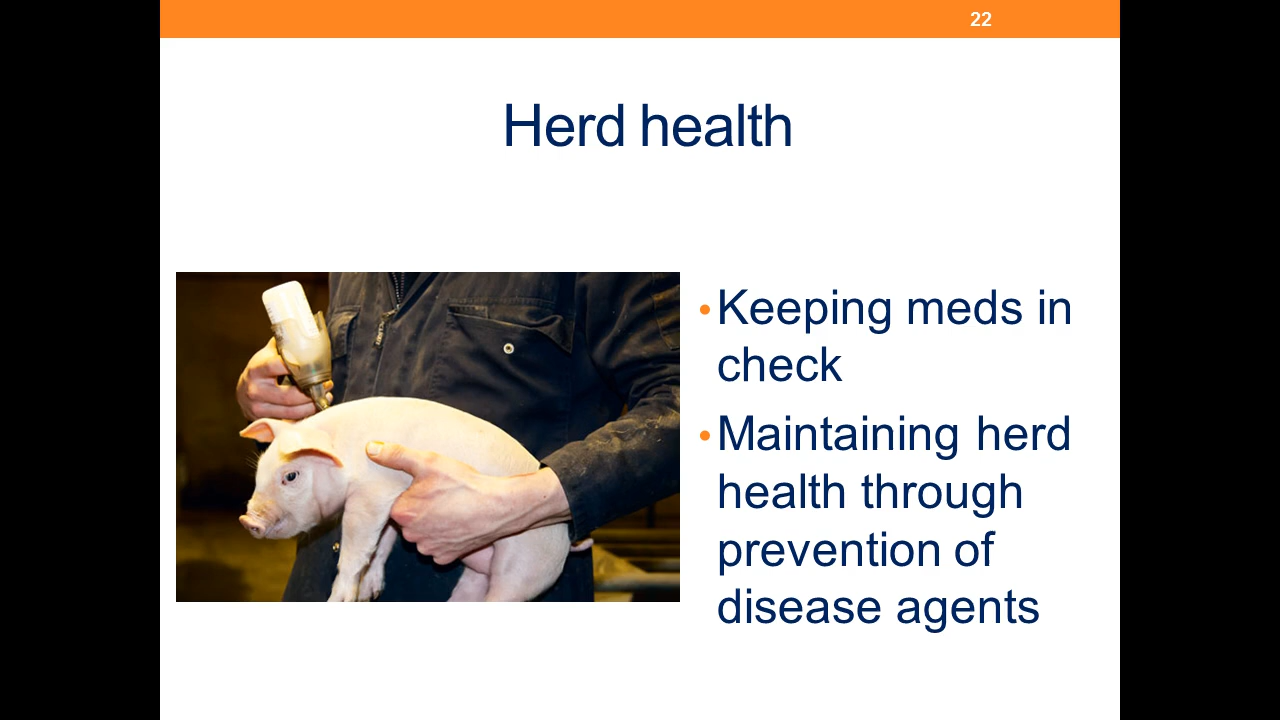 22
Herd health
•Keeping meds in
check
•Maintaining herd
health through
prevention of
disease agents